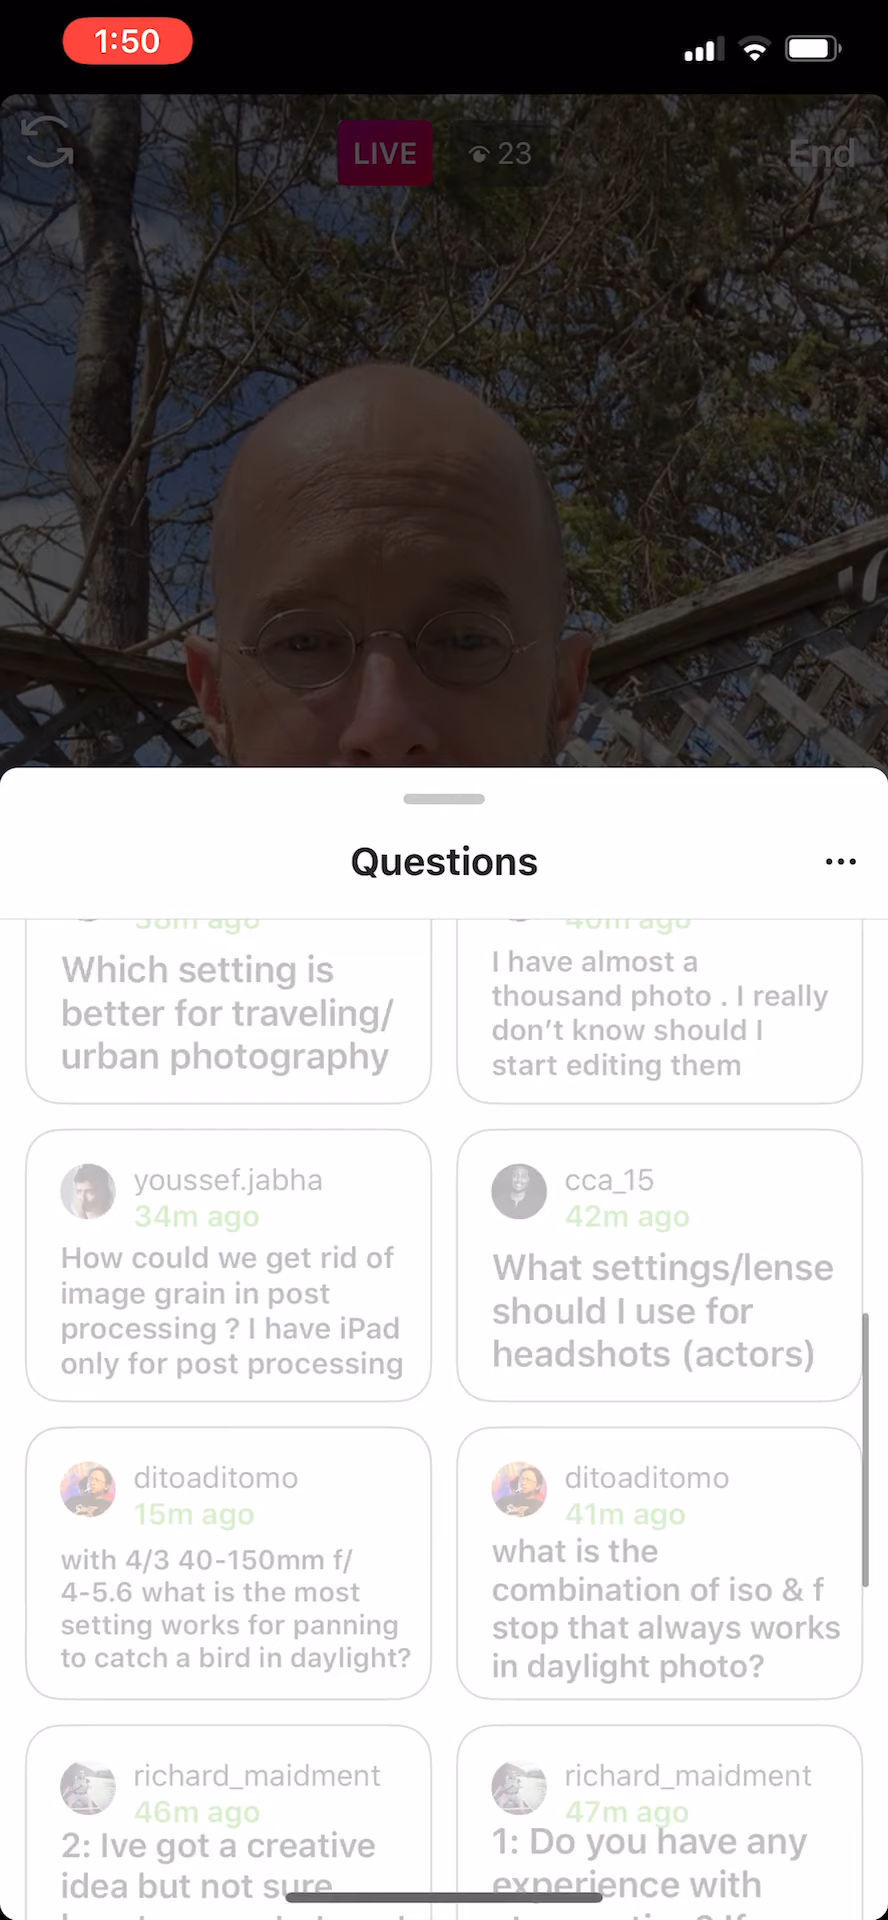 1:50
LIVE
23
End
Questions
38m ago
Which setting is
better for traveling/
urban photography
40m ago
I have almost a
thousand photo . I really
don’t know should I
start editing them
youssef.jabha
34m ago
How could we get rid of
image grain in post
processing ? I have iPad
only for post processing
cca_15
42m ago
What settings/lense
should I use for
headshots (actors)
ditoaditomo
15m ago
with 4/3 40-150mm f/
4-5.6 what is the most
setting works for panning
to catch a bird in daylight?
ditoaditomo
41m ago
what is the
combination of iso & f
stop that always works
in daylight photo?
richard_maidment
46m ago
2: Ive got a creative
idea but not sure
richard_maidment
47m ago
1: Do you have any
experience with